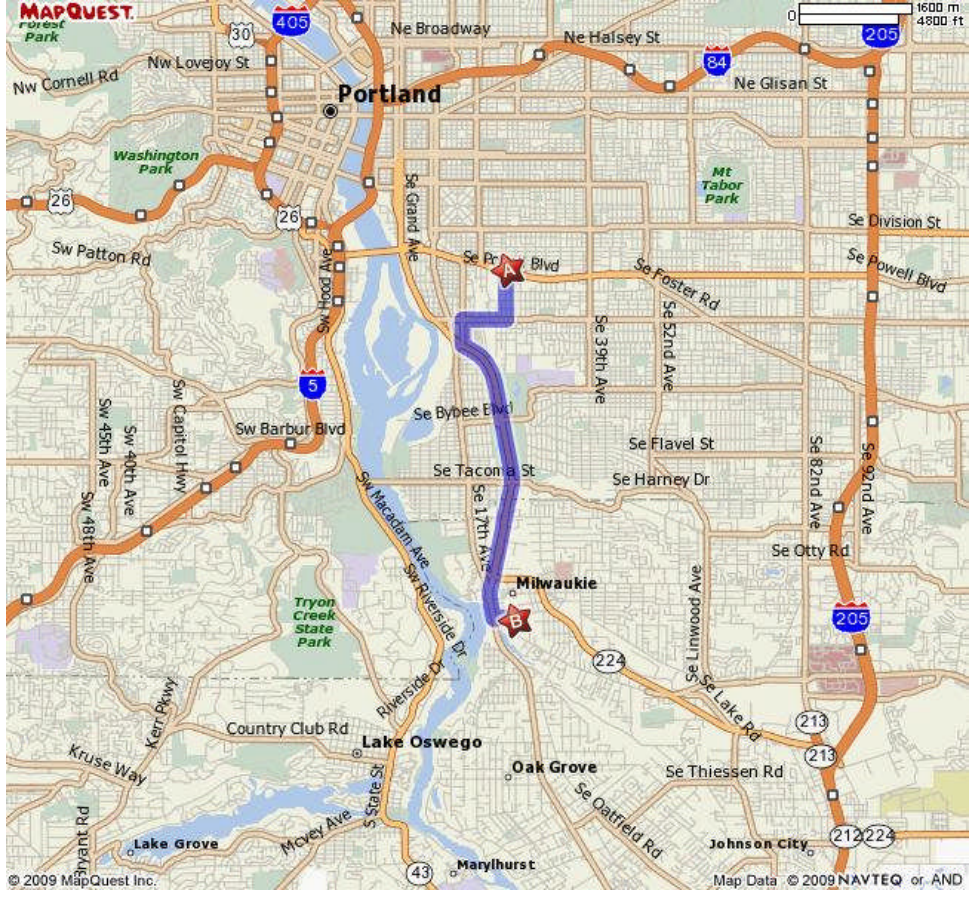 MAPQUEST.
1600 m
4800 ft
0
405
205
Forest
Park
30
Ne Broadway
Ne Halsey St
84
Nw Lovejoy St
Nw Cornell Rd
Ne Glisan St
Portland
Washington
Park
Mt
Tabor
Park
26
26
Se Grand Ave
Se Division St
Sw Patton Rd
Se P
Blvd
A
Se Foster Rd
Se Powell Blvd
Sw Hood Ave
Se 39th Ave
Se 52nd Ave
5
Sw Capitol Hwy
Sw 45th Ave
Sw 40th Ave
Sw Barbur Blvd
Se Bybee Blvd
Se Flavel St
Se Tacoma St
Se Harney Dr
Se 82nd Ave
Se 92nd Ave
Sw 48th Ave
Sw Macadam Ave
Se 17th Ave
Se Otty Rd
Sw Riverside Dr
Milwaukie
Se Linwood Ave
Tryon
Creek
State
Park
B
205
224
Riverside Dr
Kerr Pkwy
Se Lake Rd
Country Club Rd
213
213
Lake Oswego
Kruse Way
Oak Grove
Se Thiessen Rd
S State St
Se Oatfield Rd
Bryant Rd
Mcvey Ave
Lake Grove
Johnson City
212
224
43
Marylhurst
© 2009 MapQuest Inc.
Map Data © 2009 NAVTEQ or AND